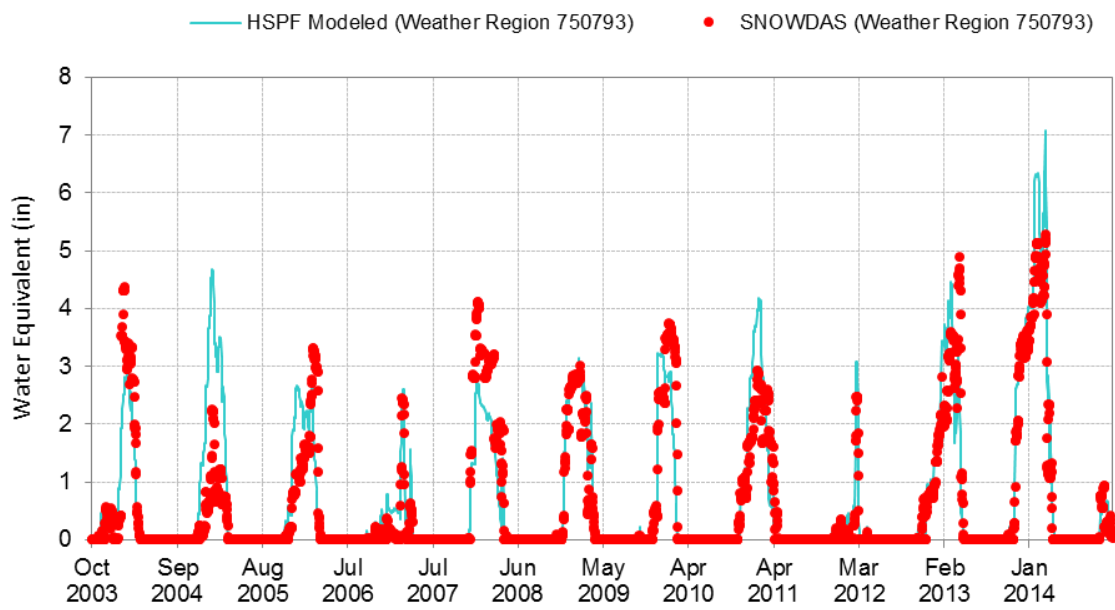 HSPF Modeled (Weather Region 750793) SNOWDAS (Weather Region 750793)
8
7
6
5
4
3
2
1
0
Water Equivalent (in)
Oct Sep Aug Jul Jul Jun May Apr Apr Mar Feb Jan
2003 2004 2005 2006 2007 2008 2009 2010 2011 2012 2013 2014